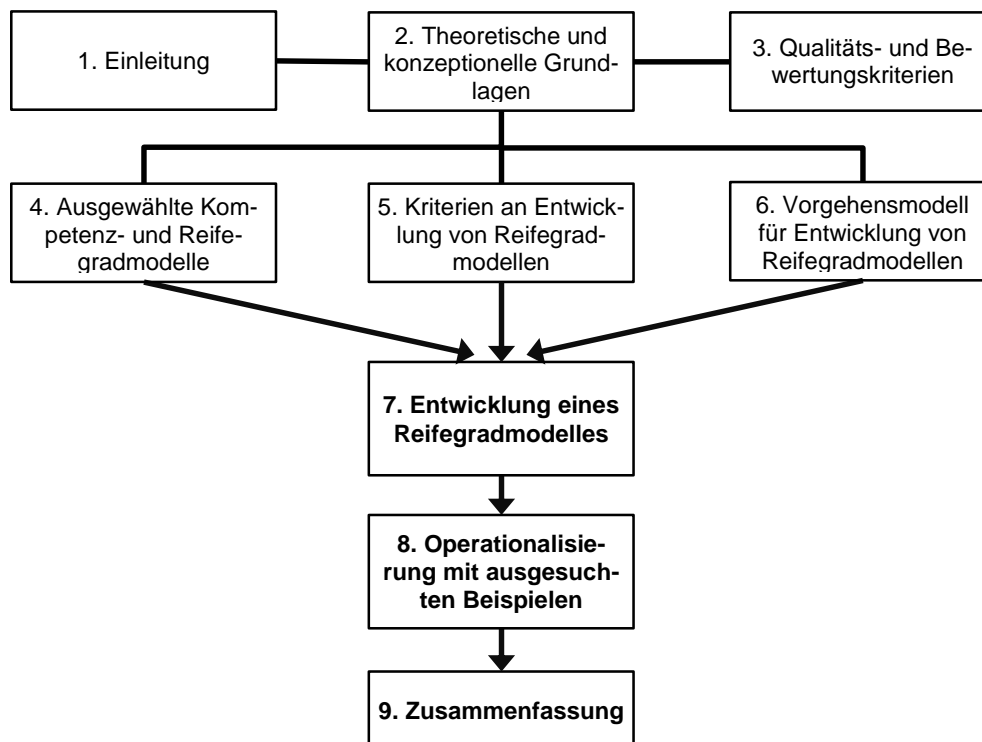 1. Einleitung
2. Theoretische und
konzeptionelle Grund-
lagen
3. Qualitäts- und Be-
wertungskriterien
4. Ausgewählte Kom-
petenz- und Reife-
gradmodelle
5. Kriterien an Entwick-
lung von Reifegrad-
modellen
6. Vorgehensmodell
für Entwicklung von
Reifegradmodellen
7. Entwicklung eines
Reifegradmodelles
8. Operationalisie-
rung mit ausgesuch-
ten Beispielen
9. Zusammenfassung